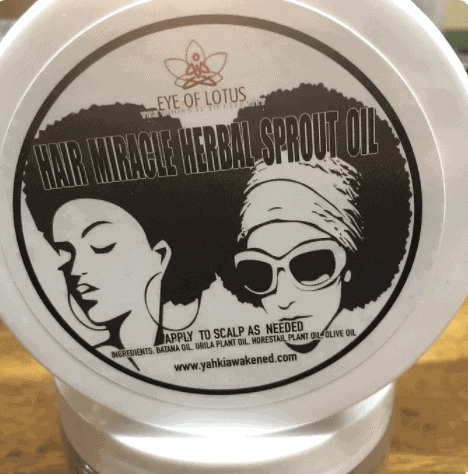 EYE OF LOTUS
HAIR MIRACLE HERBAL SPROUT OIL
APPLY TO SCALP AS NEEDED
INGREDIENTS: BATANA OIL. URILA PLANT OIL. HORESTAIL PLANT OIL- OLIVE OIL
www.yahkiawakened.com